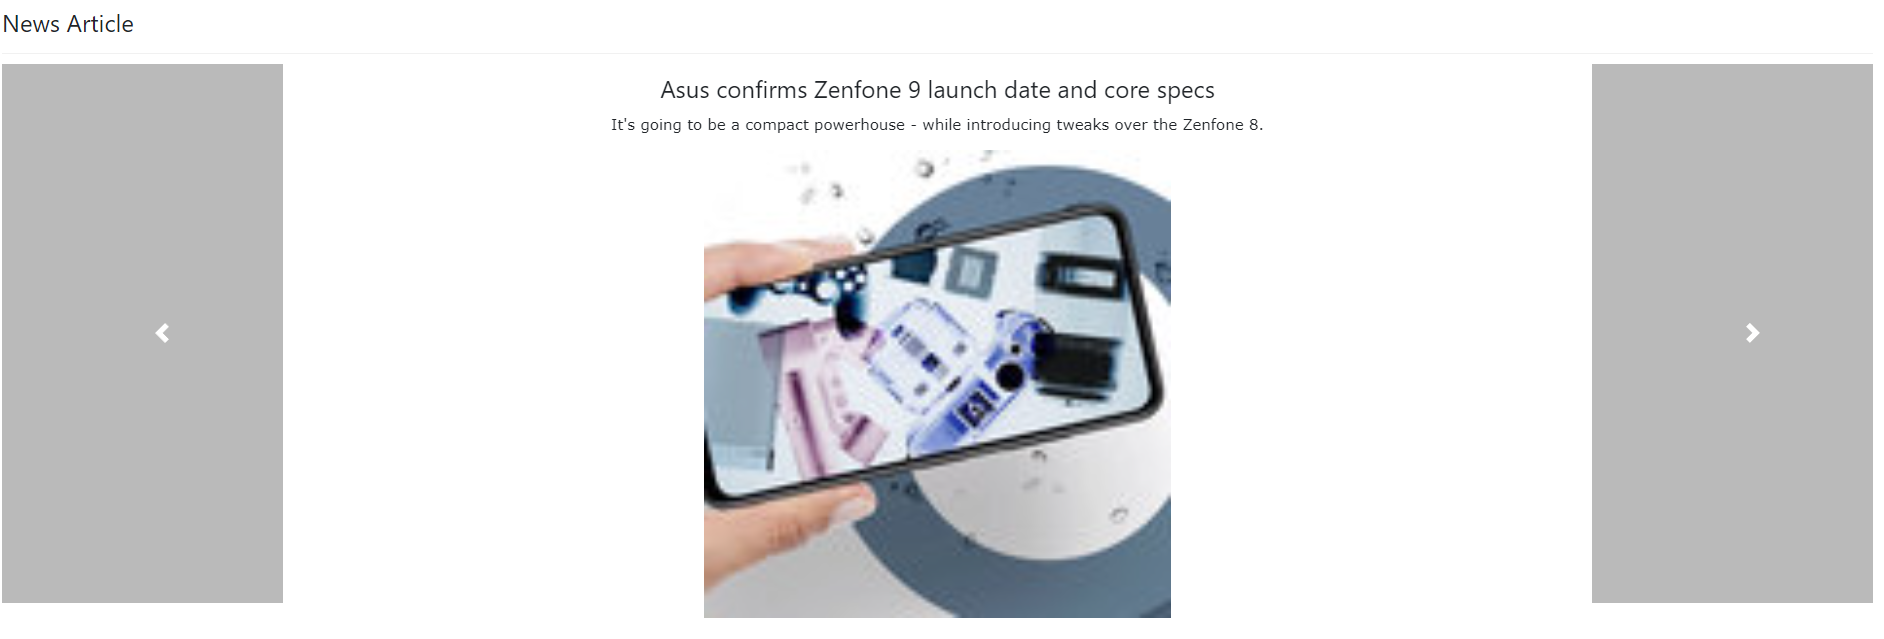 News Article
Asus confirms Zenfone 9 launch date and core specs
It's going to be a compact powerhouse - while introducing tweaks over the Zenfone 8.